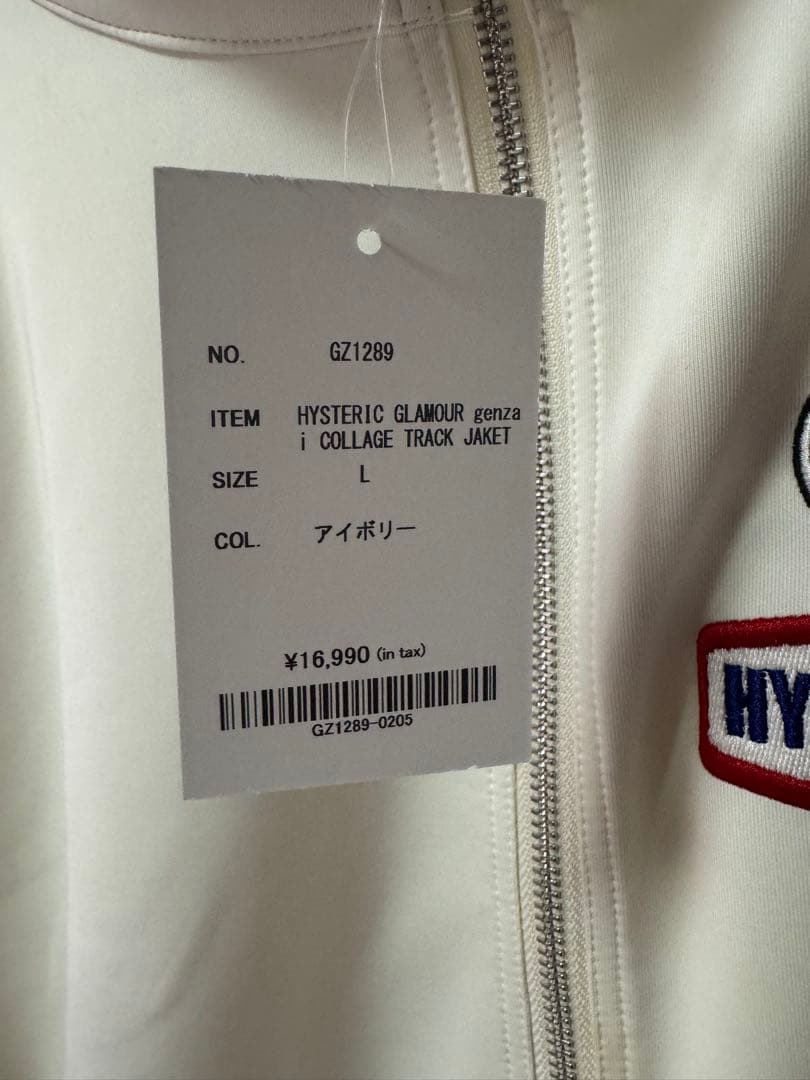 NO. GZ1289
ITEM HYSTERIC GLAMOUR genza
i COLLAGE TRACK JAKET
SIZE L
COL. アイボリー
¥16,990 (in tax)
GZ1289-0205
HY